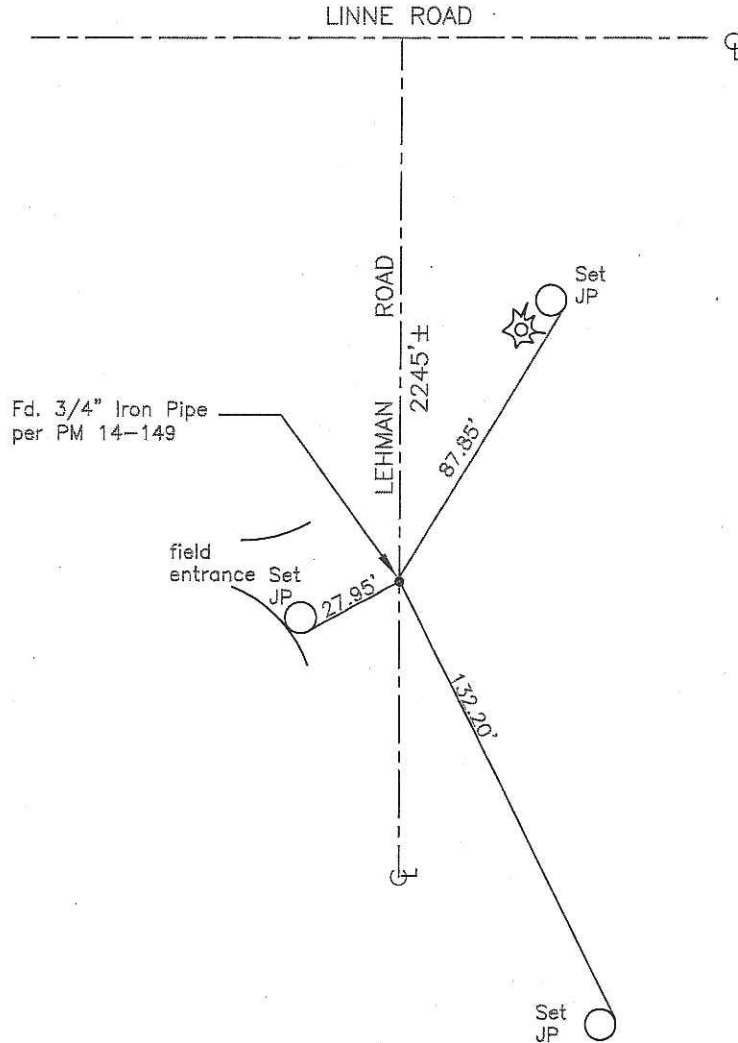 LINNE ROAD
℄
Set
JP
LEHMAN ROAD
2245'±
87.85'
Fd. 3/4" Iron Pipe
per PM 14-149
field
entrance
Set
JP
27.95'
132.20'
℄
Set
JP